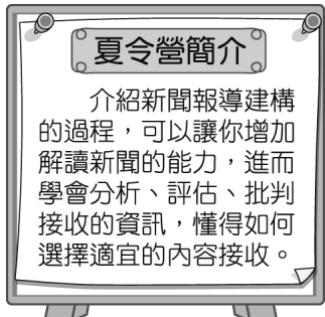 夏令營簡介
介紹新聞報導建構
的過程，可以讓你增加
解讀新聞的能力，進而
學會分析、評估、批判
接收的資訊，懂得如何
選擇適宜的內容接收。